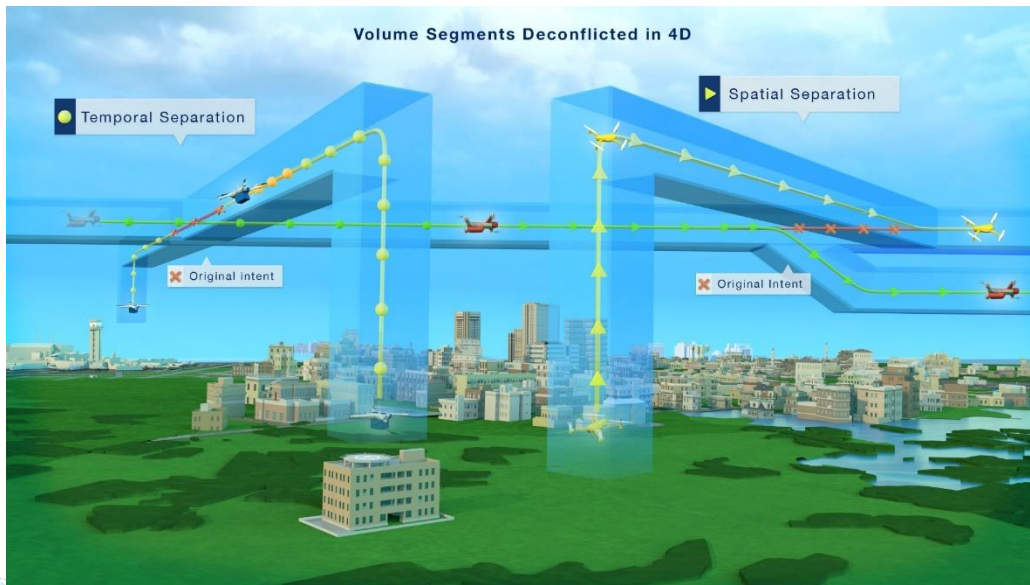 Volume Segments Deconflicted in 4D
Temporal Separation
Spatial Separation
Original intent
Original Intent